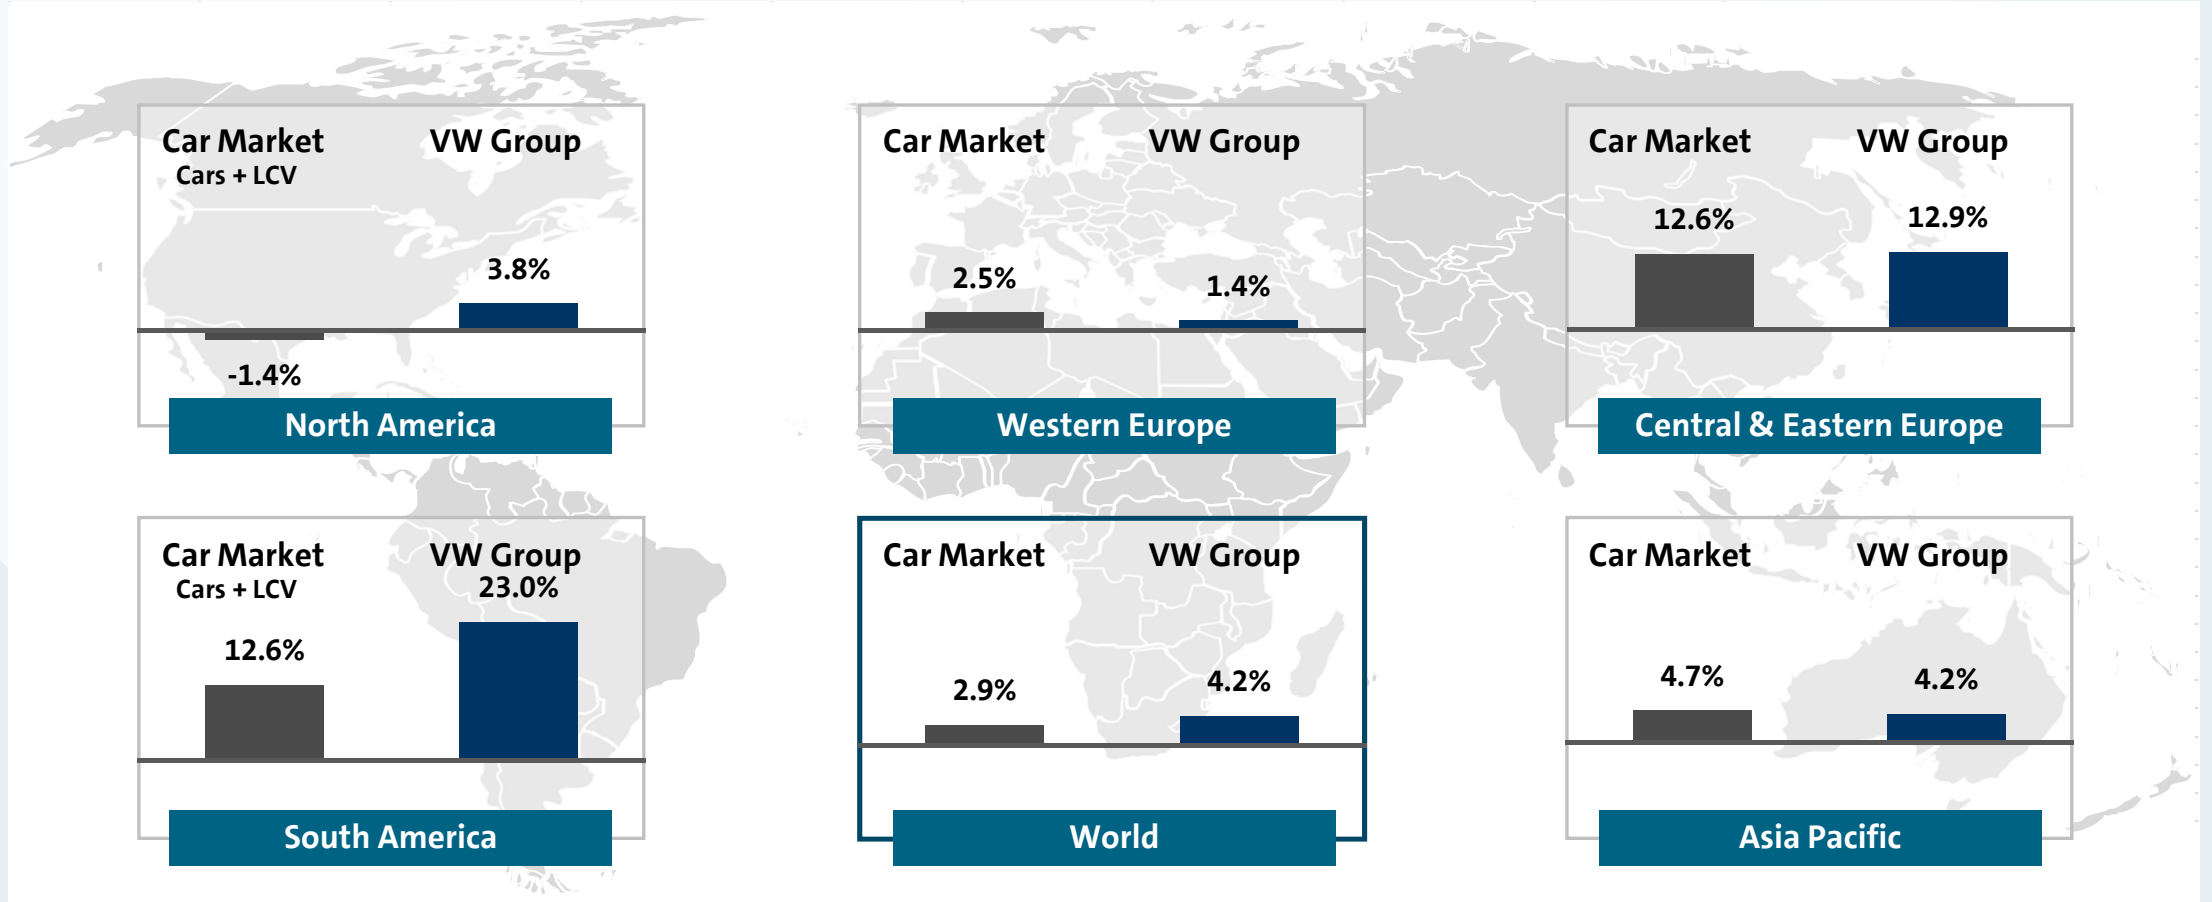 Car Market
Cars + LCV
VW Group
3.8%
-1.4%
North America
Car Market
VW Group
2.5%
1.4%
Western Europe
Car Market
VW Group
12.6%
12.9%
Central & Eastern Europe
Car Market
Cars + LCV
VW Group
23.0%
12.6%
South America
Car Market
VW Group
2.9%
4.2%
World
Car Market
VW Group
4.7%
4.2%
Asia Pacific